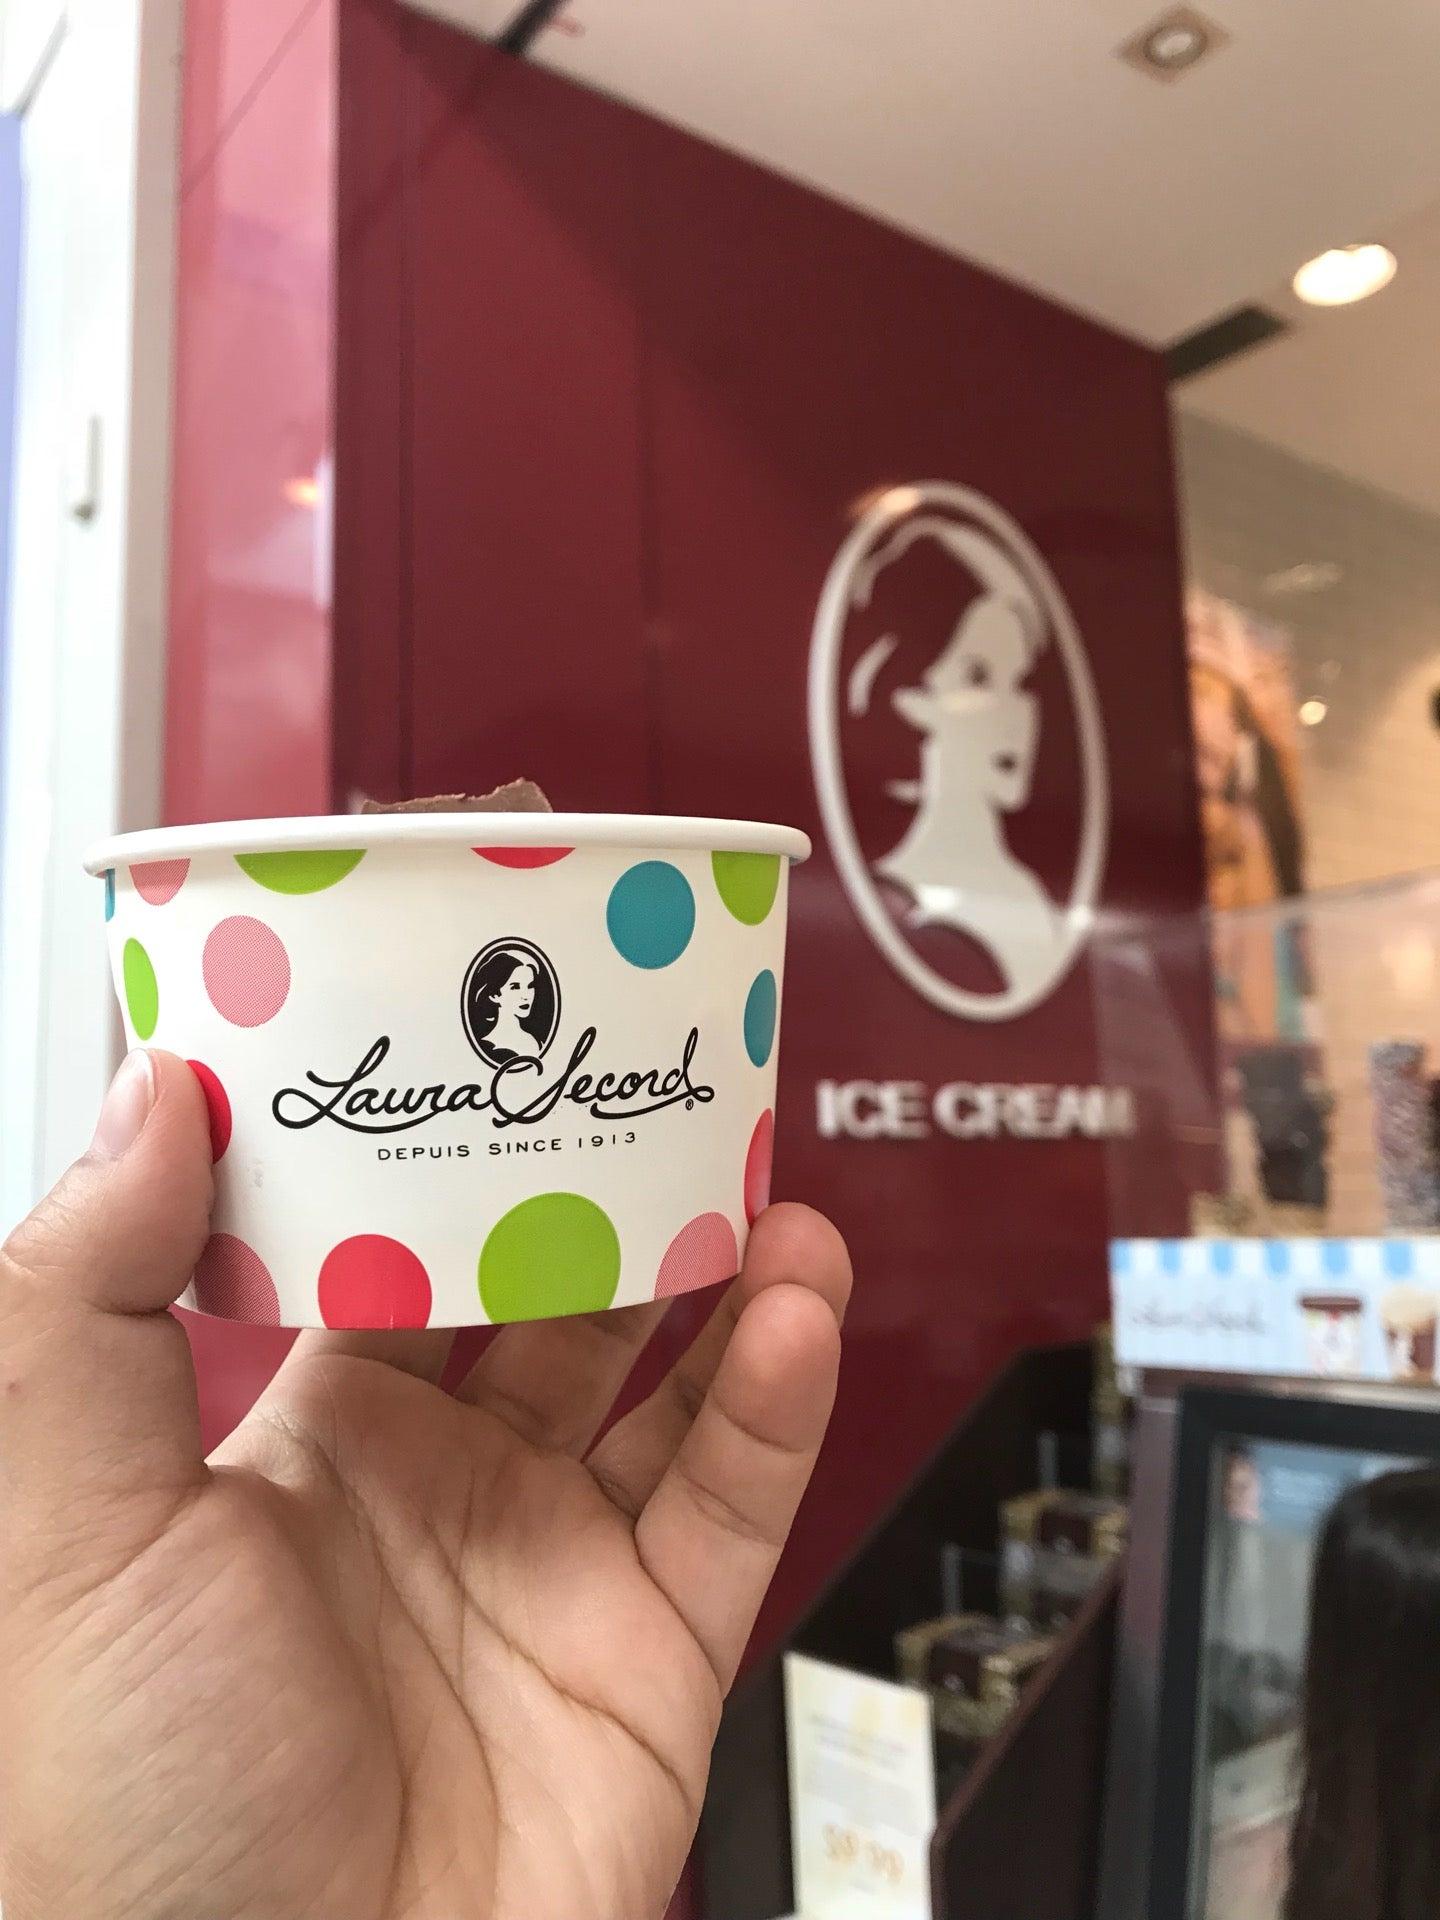 Laura Secord®
DEPUIS SINCE 1913
ICE CREAM